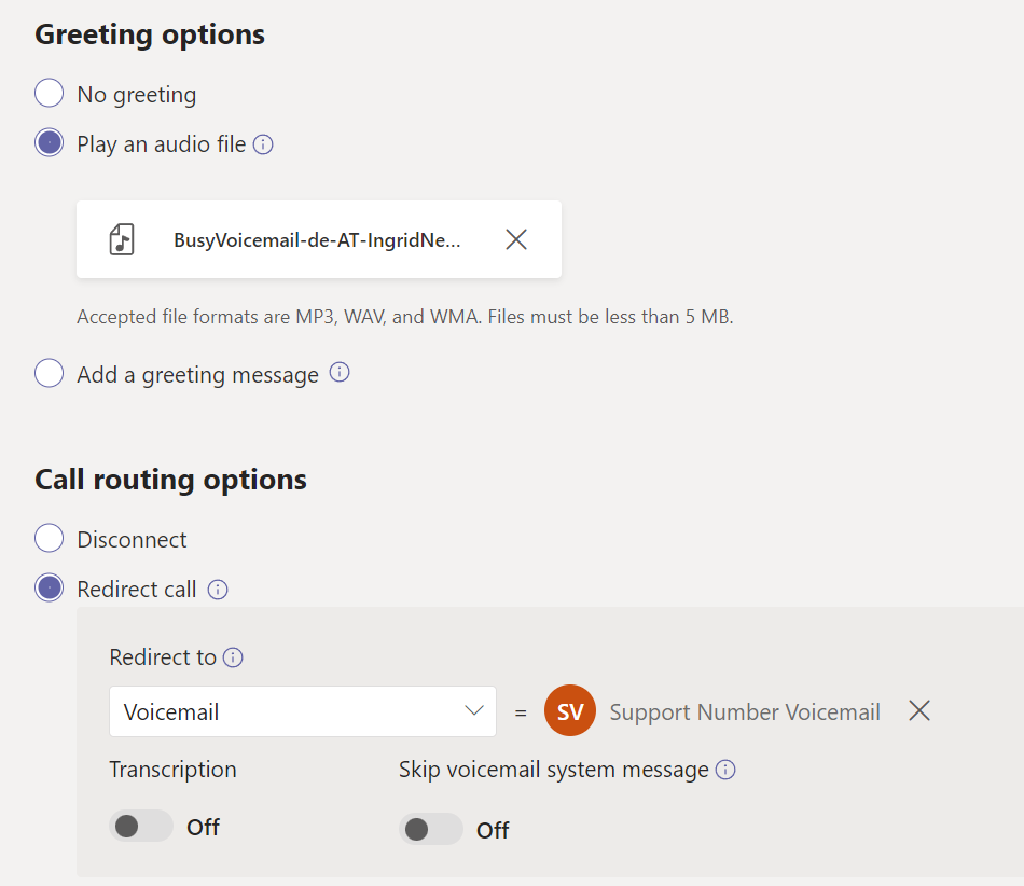 Greeting options
No greeting
Play an audio file
BusyVoicemail-de-AT-IngridNe...
Accepted file formats are MP3, WAV, and WMA. Files must be less than 5 MB.
Add a greeting message
Call routing options
Disconnect
Redirect call
Redirect to
Voicemail = SV Support Number Voicemail
Transcription Skip voicemail system message
Off Off